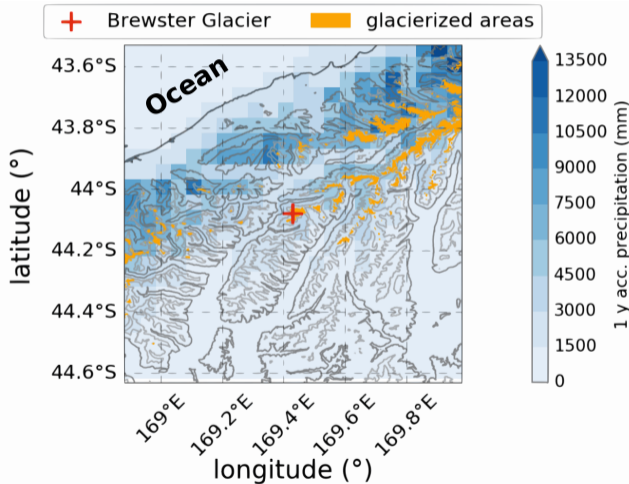 Brewster Glacier
glacierized areas
Ocean
43.6°S
43.8°S
44°S
44.2°S
44.4°S
44.6°S
latitude (°)
169°E
169.2°E
169.4°E
169.6°E
169.8°E
longitude (°)
13500
12000
10500
9000
7500
6000
4500
3000
1500
0
1 y acc. precipitation (mm)